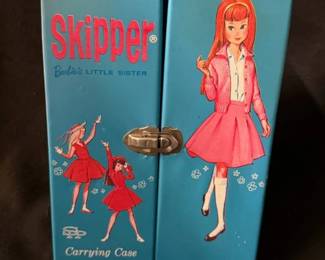 Skipper®
Barbie's LITTLE SISTER
Carrying Case